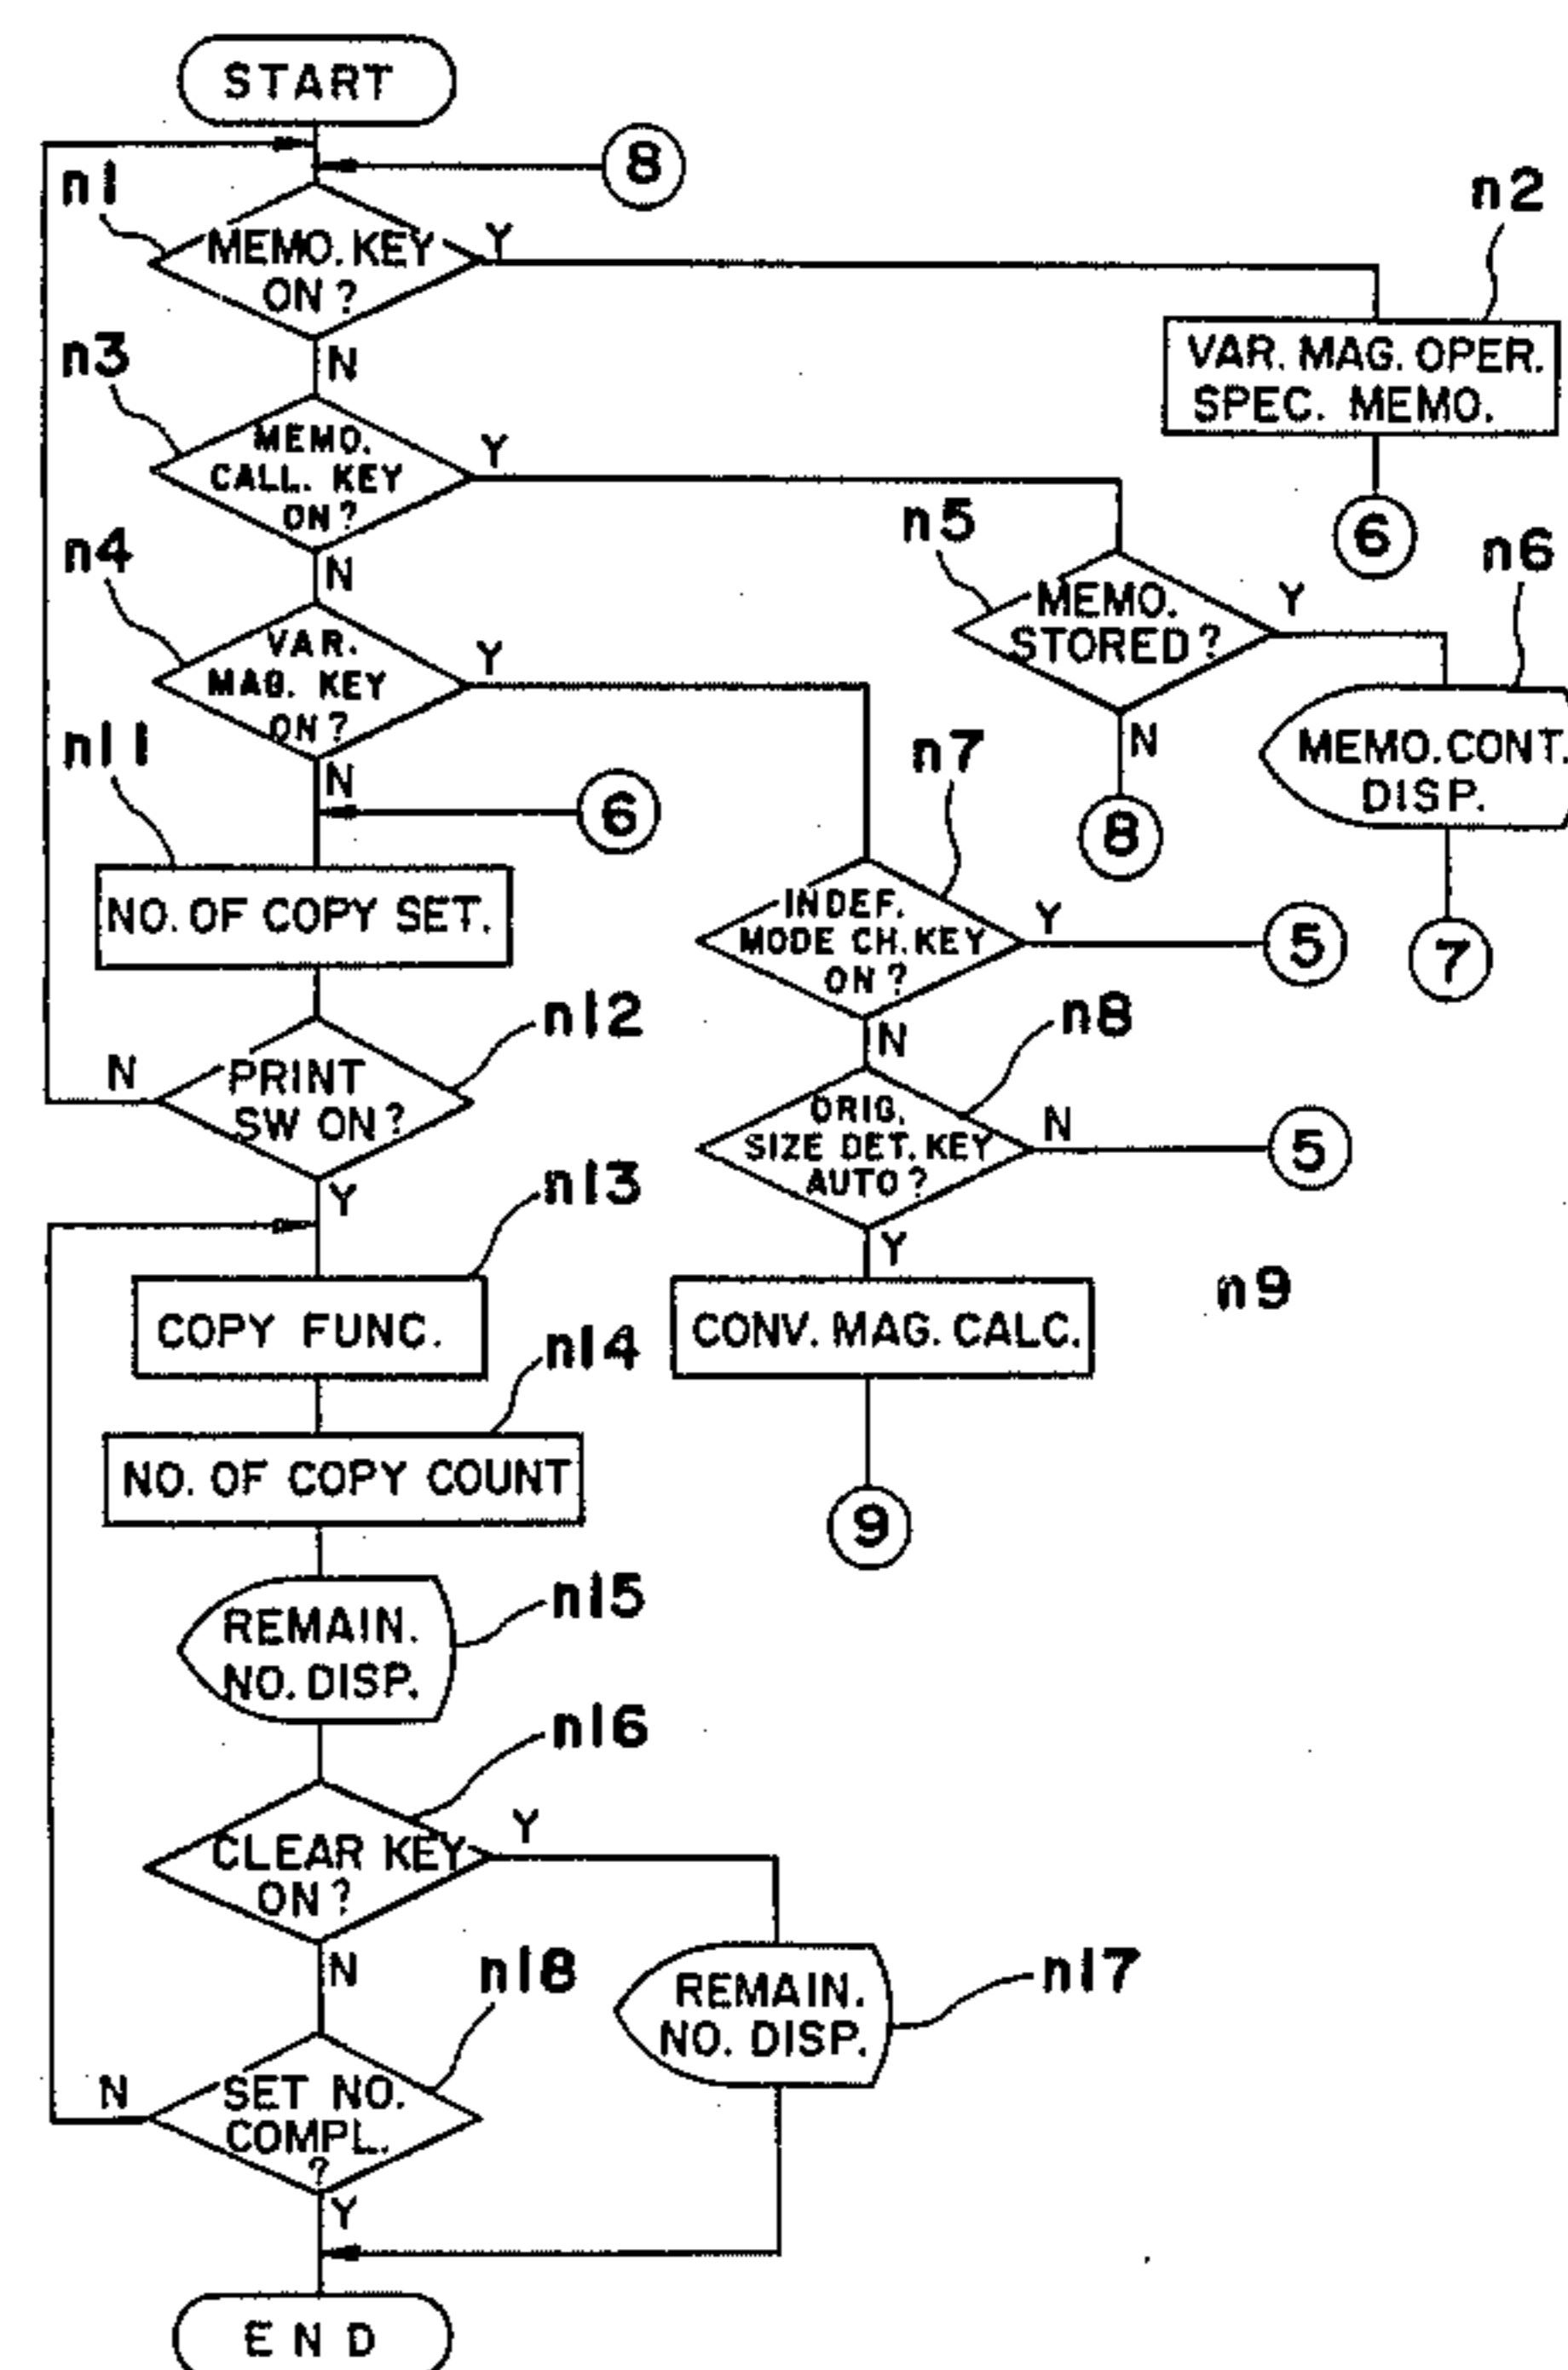 START
8
n1
MEMO. KEY
ON?
Y
N
n2
VAR. MAG. OPER.
SPEC. MEMO.
6
n3
MEMO.
CALL. KEY
ON?
Y
N
n5
MEMO.
STORED?
Y
N
8
n6
MEMO. CONT.
DISP.
7
n4
VAR.
MAG. KEY
ON?
Y
N
6
n11
NO. OF COPY SET.
n7
INDEF.
MODE CH. KEY
ON?
Y
5
N
n12
PRINT
SW ON?
N
Y
n8
ORIG.
SIZE DET. KEY
AUTO?
N
5
Y
n13
COPY FUNC.
CONV. MAG. CALC.
n9
9
n14
NO. OF COPY COUNT
n15
REMAIN.
NO. DISP.
n16
CLEAR KEY
ON?
Y
N
n17
REMAIN.
NO. DISP.
n18
SET NO.
COMPL.
?
N
Y
END